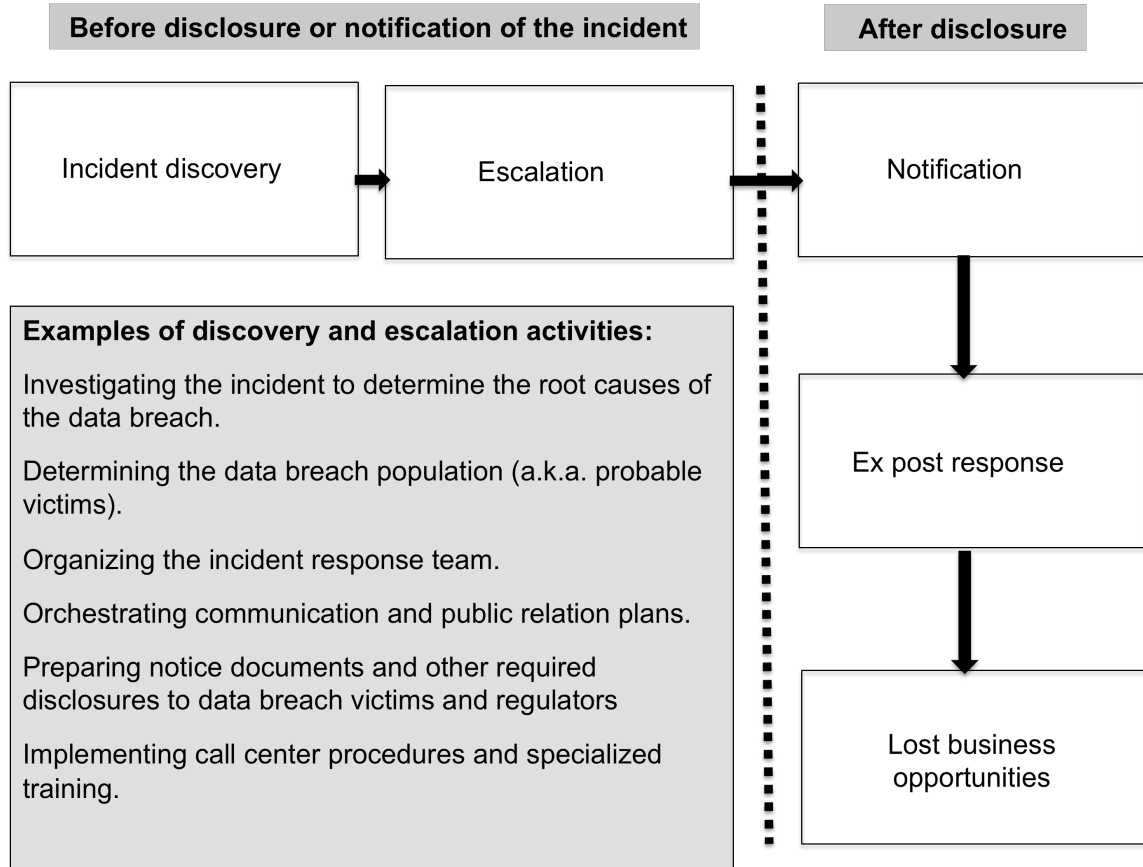 Before disclosure or notification of the incident
After disclosure
Incident discovery
Escalation
Notification
Examples of discovery and escalation activities:
Investigating the incident to determine the root causes of
the data breach.
Determining the data breach population (a.k.a. probable
victims).
Organizing the incident response team.
Orchestrating communication and public relation plans.
Preparing notice documents and other required
disclosures to data breach victims and regulators
Implementing call center procedures and specialized
training.
Ex post response
Lost business
opportunities